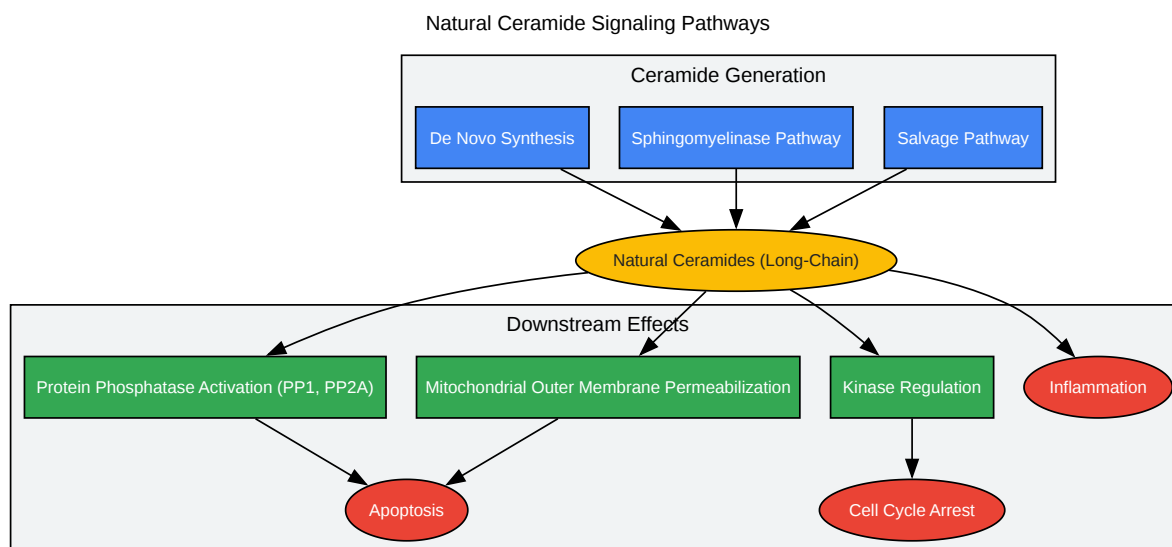 Natural Ceramide Signaling Pathways
Ceramide Generation
De Novo Synthesis
Sphingomyelinase Pathway
Salvage Pathway
Natural Ceramides (Long-Chain)
Downstream Effects
Protein Phosphatase Activation (PP1, PP2A)
Mitochondrial Outer Membrane Permeabilization
Kinase Regulation
Inflammation
Apoptosis
Cell Cycle Arrest